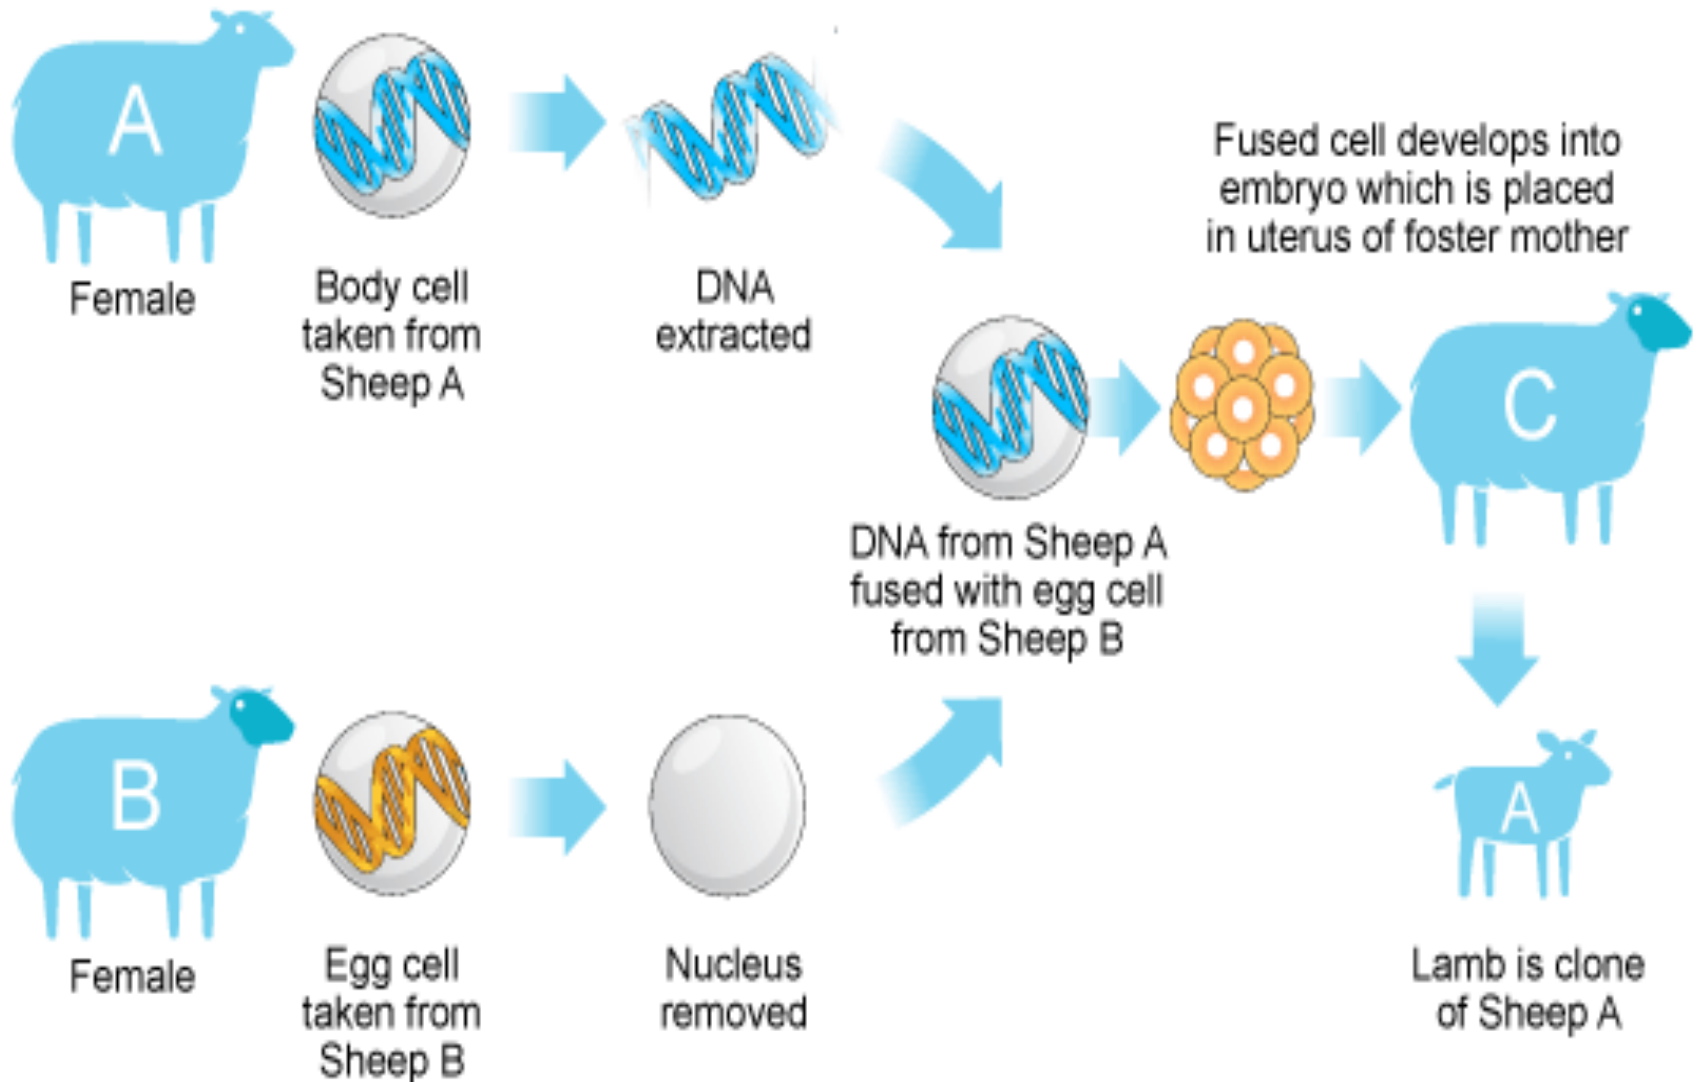 A
Female
Body cell
taken from
Sheep A
DNA
extracted
Fused cell develops into
embryo which is placed
in uterus of foster mother
DNA from Sheep A
fused with egg cell
from Sheep B
C
B
Female
Egg cell
taken from
Sheep B
Nucleus
removed
A
Lamb is clone
of Sheep A